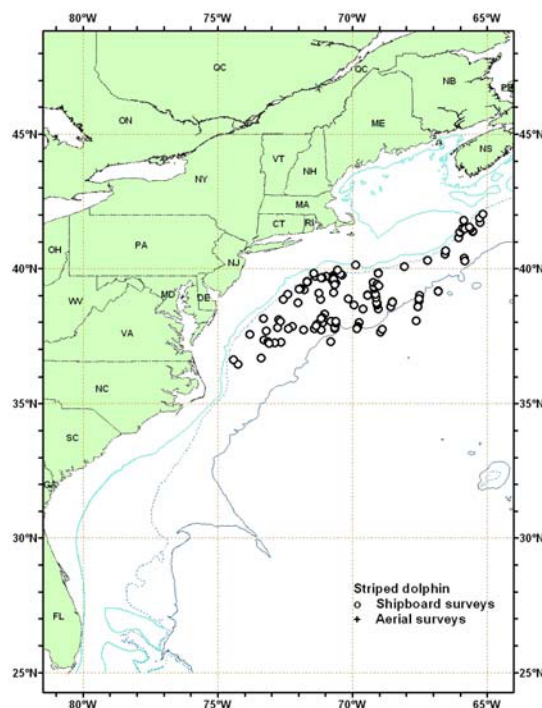 80°W 75°W 70°W 65°W
QC QC NB PE
ON ME
45°N 45°N
NS
VT
NH
NY
MA
CT RI
OH PA
40°N NJ 40°N
WV MD DE
VA
NC
35°N 35°N
SC
GA
30°N 30°N
Striped dolphin
Shipboard surveys
FL Aerial surveys
25°N 25°N
80°W 75°W 70°W 65°W